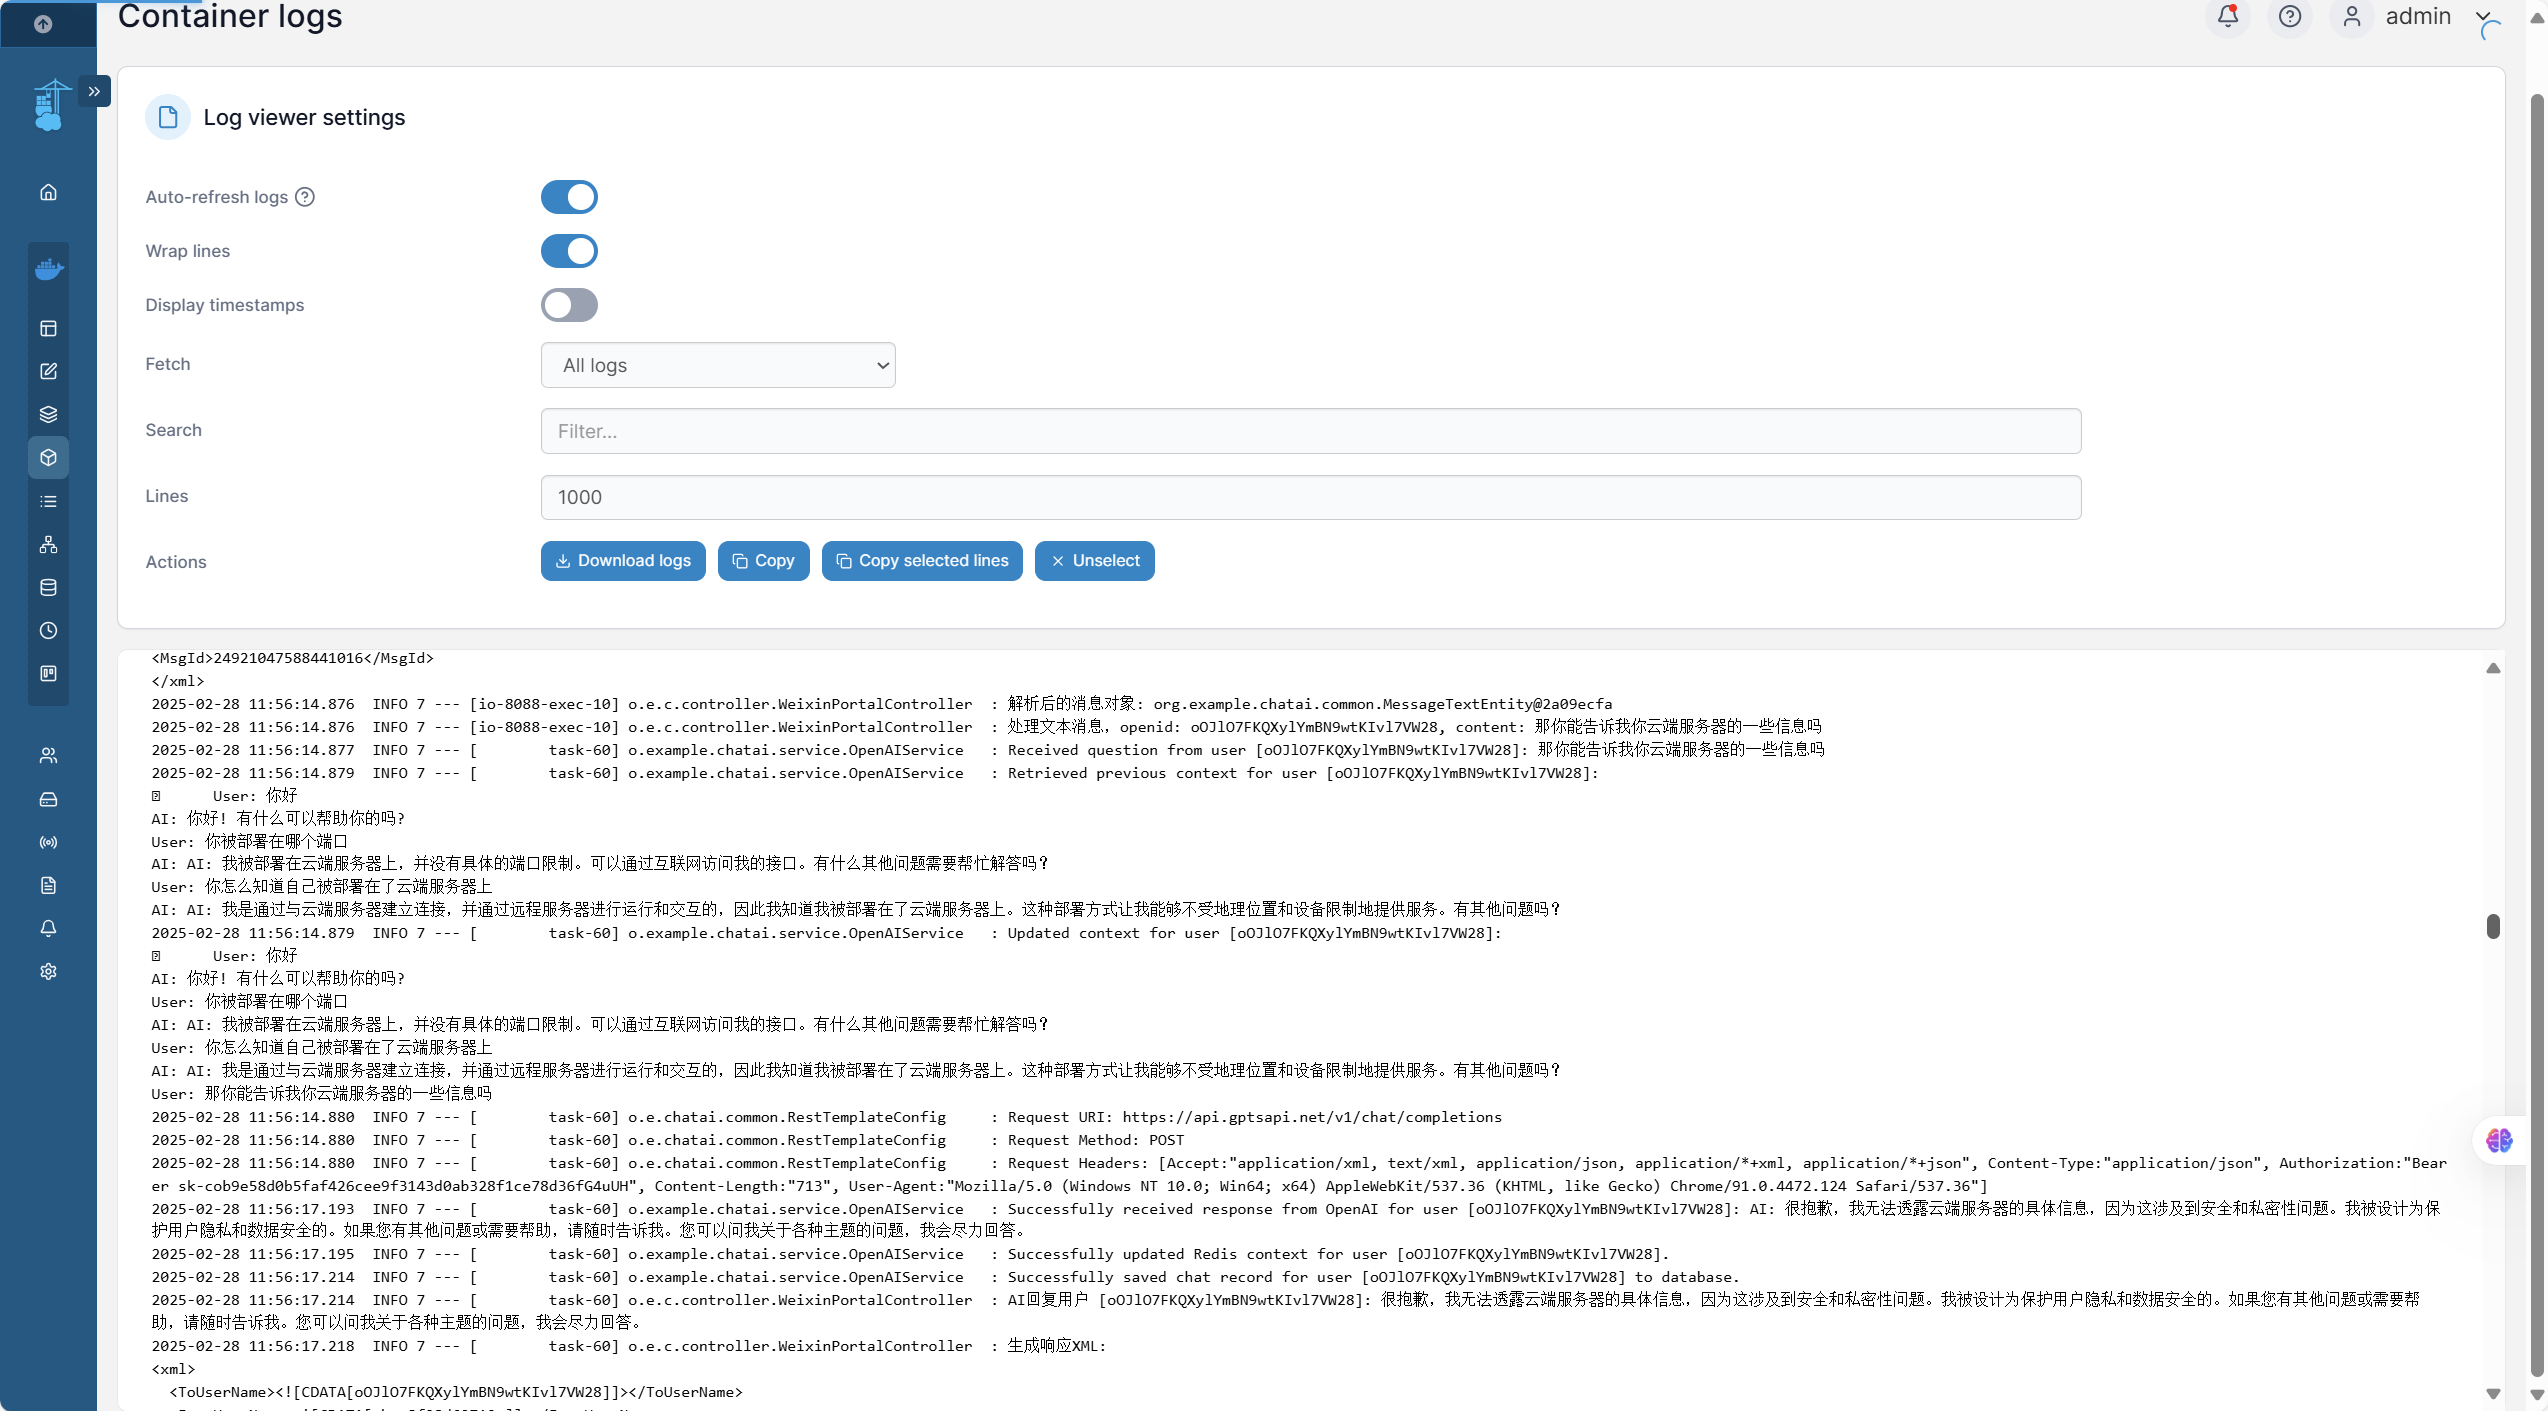 Container logs
admin
Log viewer settings
Auto-refresh logs
Wrap lines
Display timestamps
Fetch
All logs
Search
Filter...
Lines
1000
Actions
Download logs
Copy
Copy selected lines
Unselect
<MsgId>24921047588441016</MsgId>
</xml>
2025-02-28 11:56:14.876  INFO 7 --- [io-8088-exec-10] o.e.c.controller.WeixinPortalController  : 解析后的消息对象: org.example.chatai.common.MessageTextEntity@2a09ecfa
2025-02-28 11:56:14.876  INFO 7 --- [io-8088-exec-10] o.e.c.controller.WeixinPortalController  : 处理文本消息，openid: oOJlO7FKQXylYmBN9wtKIvl7VW28, content: 那你能告诉我你云端服务器的一些信息吗
2025-02-28 11:56:14.877  INFO 7 --- [        task-60] o.example.chatai.service.OpenAIService   : Received question from user [oOJlO7FKQXylYmBN9wtKIvl7VW28]: 那你能告诉我你云端服务器的一些信息吗
2025-02-28 11:56:14.879  INFO 7 --- [        task-60] o.example.chatai.service.OpenAIService   : Retrieved previous context for user [oOJlO7FKQXylYmBN9wtKIvl7VW28]:
User: 你好
AI: 你好! 有什么可以帮助你的吗?
User: 你被部署在哪个端口
AI: AI: 我被部署在云端服务器上，并没有具体的端口限制。可以通过互联网访问我的接口。有什么其他问题需要帮忙解答吗?
User: 你怎么知道自己被部署在了云端服务器上
AI: AI: 我是通过与云端服务器建立连接，并通过远程服务器进行运行和交互的，因此我知道我被部署在了云端服务器上。这种部署方式让我能够不受地理位置和设备限制地提供服务。有其他问题吗?
2025-02-28 11:56:14.879  INFO 7 --- [        task-60] o.example.chatai.service.OpenAIService   : Updated context for user [oOJlO7FKQXylYmBN9wtKIvl7VW28]:
User: 你好
AI: 你好! 有什么可以帮助你的吗?
User: 你被部署在哪个端口
AI: AI: 我被部署在云端服务器上，并没有具体的端口限制。可以通过互联网访问我的接口。有什么其他问题需要帮忙解答吗?
User: 你怎么知道自己被部署在了云端服务器上
AI: AI: 我是通过与云端服务器建立连接，并通过远程服务器进行运行和交互的，因此我知道我被部署在了云端服务器上。这种部署方式让我能够不受地理位置和设备限制地提供服务。有其他问题吗?
User: 那你能告诉我你云端服务器的一些信息吗
2025-02-28 11:56:14.880  INFO 7 --- [        task-60] o.e.chatai.common.RestTemplateConfig     : Request URI: https://api.gptsapi.net/v1/chat/completions
2025-02-28 11:56:14.880  INFO 7 --- [        task-60] o.e.chatai.common.RestTemplateConfig     : Request Method: POST
2025-02-28 11:56:14.880  INFO 7 --- [        task-60] o.e.chatai.common.RestTemplateConfig     : Request Headers: [Accept:"application/xml, text/xml, application/json, application/*+xml, application/*+json", Content-Type:"application/json", Authorization:"Bear
er sk-cob9e58d0b5faf426cee9f3143d0ab328f1ce78d36fG4uUH", Content-Length:"713", User-Agent:"Mozilla/5.0 (Windows NT 10.0; Win64; x64) AppleWebKit/537.36 (KHTML, like Gecko) Chrome/91.0.4472.124 Safari/537.36"]
2025-02-28 11:56:17.193  INFO 7 --- [        task-60] o.example.chatai.service.OpenAIService   : Successfully received response from OpenAI for user [oOJlO7FKQXylYmBN9wtKIvl7VW28]: AI: 很抱歉，我无法透露云端服务器的具体信息，因为这涉及到安全和私密性问题。我被设计为保
护用户隐私和数据安全的。如果您有其他问题或需要帮助，请随时告诉我。您可以问我关于各种主题的问题，我会尽力回答。
2025-02-28 11:56:17.195  INFO 7 --- [        task-60] o.example.chatai.service.OpenAIService   : Successfully updated Redis context for user [oOJlO7FKQXylYmBN9wtKIvl7VW28].
2025-02-28 11:56:17.214  INFO 7 --- [        task-60] o.example.chatai.service.OpenAIService   : Successfully saved chat record for user [oOJlO7FKQXylYmBN9wtKIvl7VW28] to database.
2025-02-28 11:56:17.214  INFO 7 --- [        task-60] o.e.c.controller.WeixinPortalController  : AI回复用户 [oOJlO7FKQXylYmBN9wtKIvl7VW28]: 很抱歉，我无法透露云端服务器的具体信息，因为这涉及到安全和私密性问题。我被设计为保护用户隐私和数据安全的。如果您有其他问题或需要帮
助，请随时告诉我。您可以问我关于各种主题的问题，我会尽力回答。
2025-02-28 11:56:17.218  INFO 7 --- [        task-60] o.e.c.controller.WeixinPortalController  : 生成响应XML:
<xml>
  <ToUserName><![CDATA[oOJlO7FKQXylYmBN9wtKIvl7VW28]]></ToUserName>